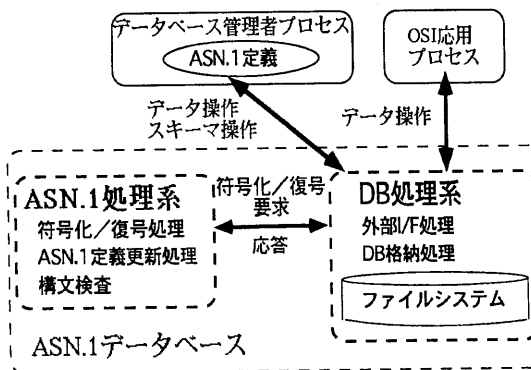 データベース管理者プロセス
ASN.1定義
OSI応用
プロセス
データ操作
スキーマ操作
データ操作
ASN.1処理系
符号化／復号処理
ASN.1定義更新処理
構文検査
符号化／復号
要求
応答
DB処理系
外部I/F処理
DB格納処理
ファイルシステム
ASN.1データベース